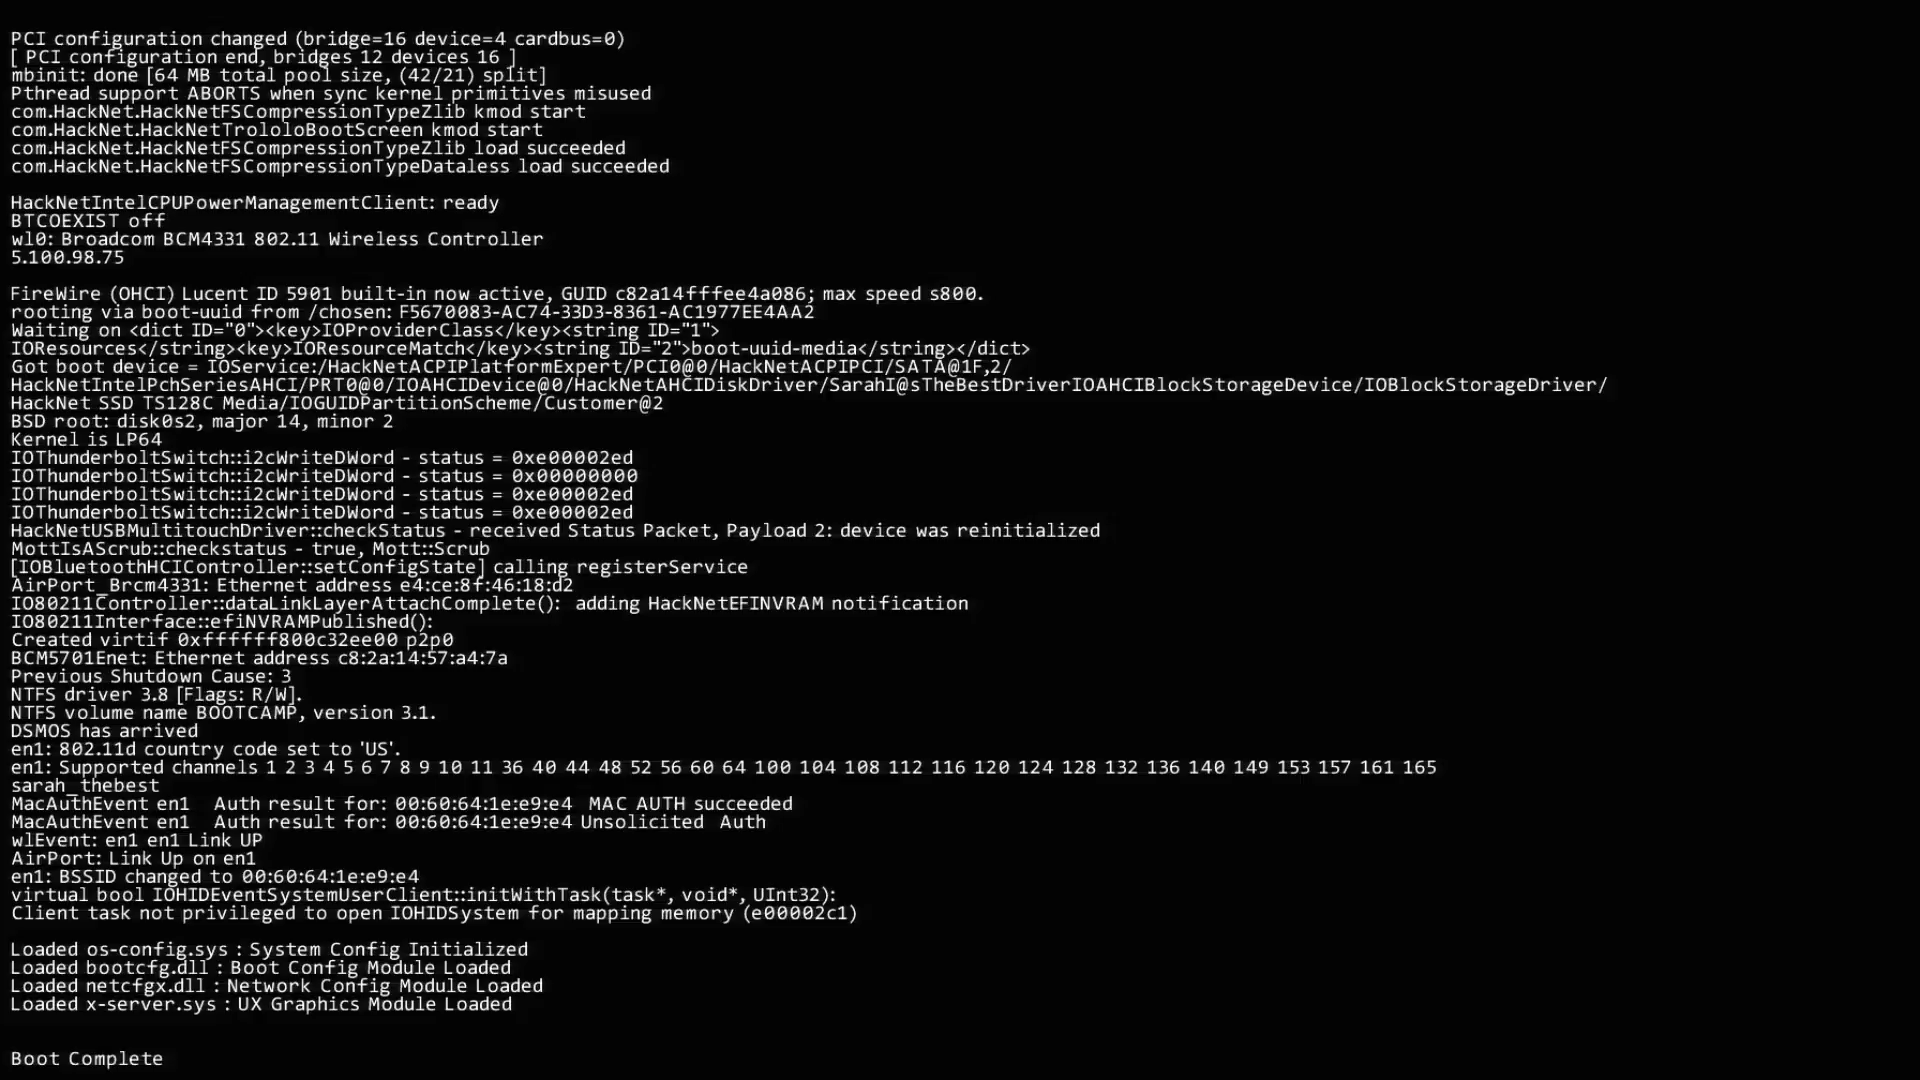 PCI configuration changed (bridge=16 device=4 cardbus=0)
[ PCI configuration end, bridges 12 devices 16 ]
mbinit: done [64 MB total pool size, (42/21) split]
Pthread support ABORTS when sync kernel primitives misused
com.HackNet.HackNetFSCompressionTypeZlib kmod start
com.HackNet.HackNetTrololoBootScreen kmod start
com.HackNet.HackNetFSCompressionTypeZlib load succeeded
com.HackNet.HackNetFSCompressionTypeDataless load succeeded
HackNetIntelCPUPowerManagementClient: ready
BTCOEXIST off
wl0: Broadcom BCM4331 802.11 Wireless Controller
5.100.98.75
FireWire (OHCI) Lucent ID 5901 built-in now active, GUID c82a14fffee4a086; max speed s800.
rooting via boot-uuid from /chosen: F5670083-AC74-33D3-8361-AC1977EE4AA2
Waiting on <dict ID="0"><key>IOProviderClass</key><string ID="1">
IOResources</string><key>IOResourceMatch</key><string ID="2">boot-uuid-media</string></dict>
Got boot device = IOService:/HackNetACPIPlatformExpert/PCI0@0/HackNetACPIPCI/SATA@1F,2/
HackNetIntelPchSeriesAHCI/PRT0@0/IOAHCIDevice@0/HackNetAHCIDiskDriver/SarahI@sTheBestDriverIOAHCIBlockStorageDevice/IOBlockStorageDriver/
HackNet SSD TS128C Media/IOGUIDPartitionScheme/Customer@2
BSD root: disk0s2, major 14, minor 2
Kernel is LP64
IOThunderboltSwitch::i2cWriteDWord - status = 0xe00002ed
IOThunderboltSwitch::i2cWriteDWord - status = 0x00000000
IOThunderboltSwitch::i2cWriteDWord - status = 0xe00002ed
IOThunderboltSwitch::i2cWriteDWord - status = 0xe00002ed
HackNetUSBMultitouchDriver::checkStatus - received Status Packet, Payload 2: device was reinitialized
MottIsAScrub::checkstatus - true, Mott::Scrub
[IOBluetoothHCIController::setConfigState] calling registerService
AirPort_Brcm4331: Ethernet address e4:ce:8f:46:18:d2
IO80211Controller::dataLinkLayerAttachComplete():  adding HackNetEFINVRAM notification
IO80211Interface::efiNVRAMPublished():
Created virtif 0xffffff800c32ee00 p2p0
BCM5701Enet: Ethernet address c8:2a:14:57:a4:7a
Previous Shutdown Cause: 3
NTFS driver 3.8 [Flags: R/W].
NTFS volume name BOOTCAMP, version 3.1.
DSMOS has arrived
en1: 802.11d country code set to 'US'.
en1: Supported channels 1 2 3 4 5 6 7 8 9 10 11 36 40 44 48 52 56 60 64 100 104 108 112 116 120 124 128 132 136 140 149 153 157 161 165
sarah_thebest
MacAuthEvent en1   Auth result for: 00:60:64:1e:e9:e4  MAC AUTH succeeded
MacAuthEvent en1   Auth result for: 00:60:64:1e:e9:e4 Unsolicited  Auth
wlEvent: en1 en1 Link UP
AirPort: Link Up on en1
en1: BSSID changed to 00:60:64:1e:e9:e4
virtual bool IOHIDEventSystemUserClient::initWithTask(task*, void*, UInt32):
Client task not privileged to open IOHIDSystem for mapping memory (e00002c1)
Loaded os-config.sys : System Config Initialized
Loaded bootcfg.dll : Boot Config Module Loaded
Loaded netcfgx.dll : Network Config Module Loaded
Loaded x-server.sys : UX Graphics Module Loaded
Boot Complete